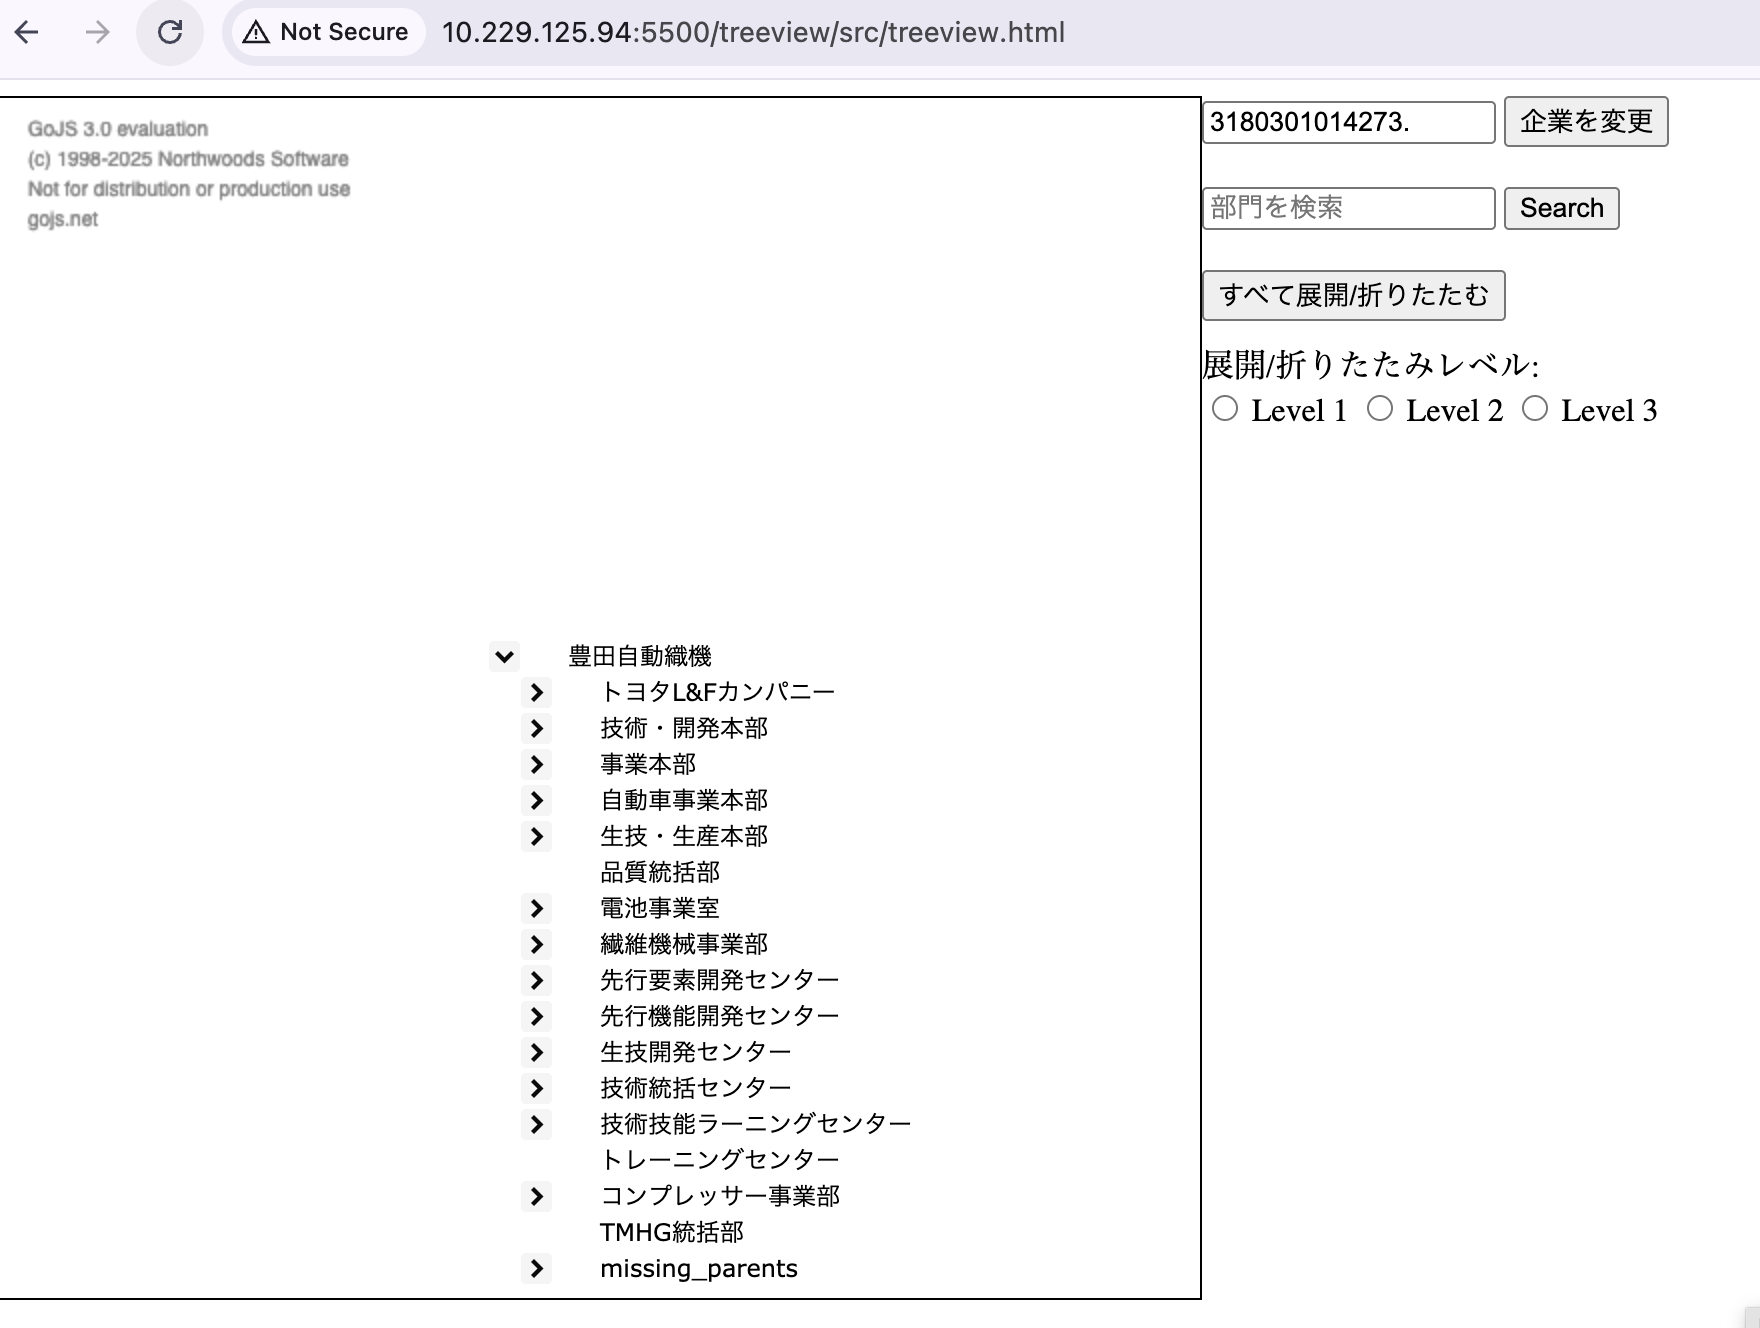 Not Secure 10.229.125.94:5500/treeview/src/treeview.html
GoJS 3.0 evaluation
(c) 1998-2025 Northwoods Software
Not for distribution or production use
gojs.net
3180301014273. 企業を変更
部門を検索 Search
すべて展開/折りたたむ
展開/折りたたみレベル:
Level 1 Level 2 Level 3
豊田自動織機
トヨタL&Fカンパニー
技術・開発本部
事業本部
自動車事業本部
生技・生産本部
品質統括部
電池事業室
繊維機械事業部
先行要素開発センター
先行機能開発センター
生技開発センター
技術統括センター
技術技能ラーニングセンター
トレーニングセンター
コンプレッサー事業部
TMHG統括部
missing_parents